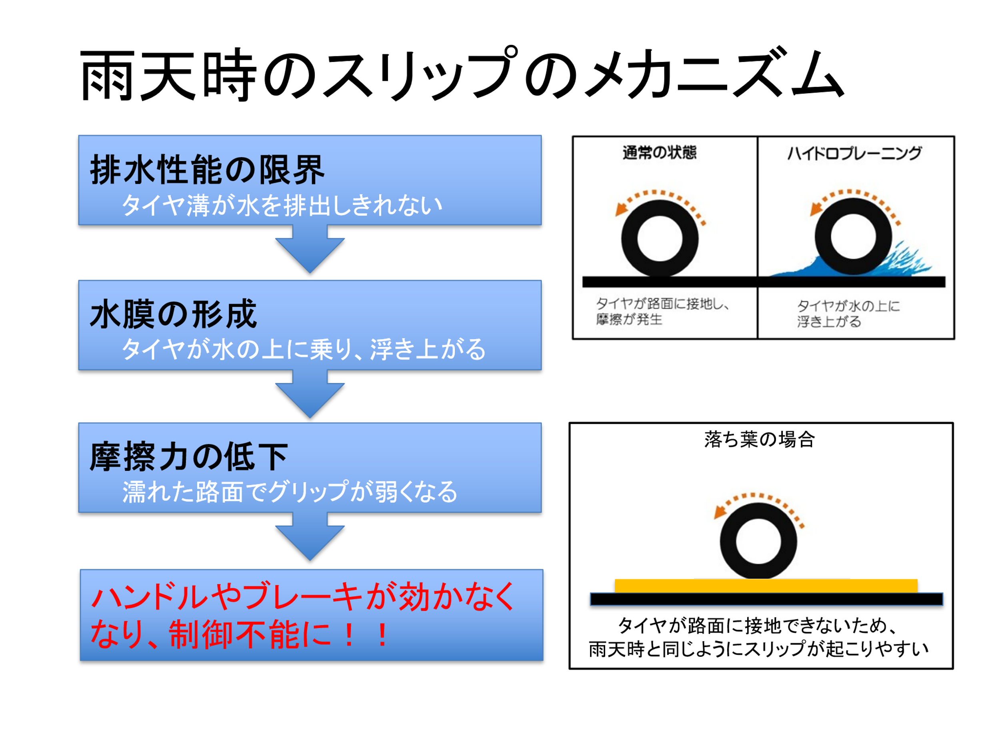 雨天時のスリップのメカニズム
排水性能の限界
タイヤ溝が水を排出しきれない
水膜の形成
タイヤが水の上に乗り、浮き上がる
摩擦力の低下
濡れた路面でグリップが弱くなる
ハンドルやブレーキが効かなく
なり、制御不能に！！
通常の状態
タイヤが路面に接地し、
摩擦が発生
ハイドロプレーニング
タイヤが水の上に
浮き上がる
落ち葉の場合
タイヤが路面に接地できないため、
雨天時と同じようにスリップが起こりやすい